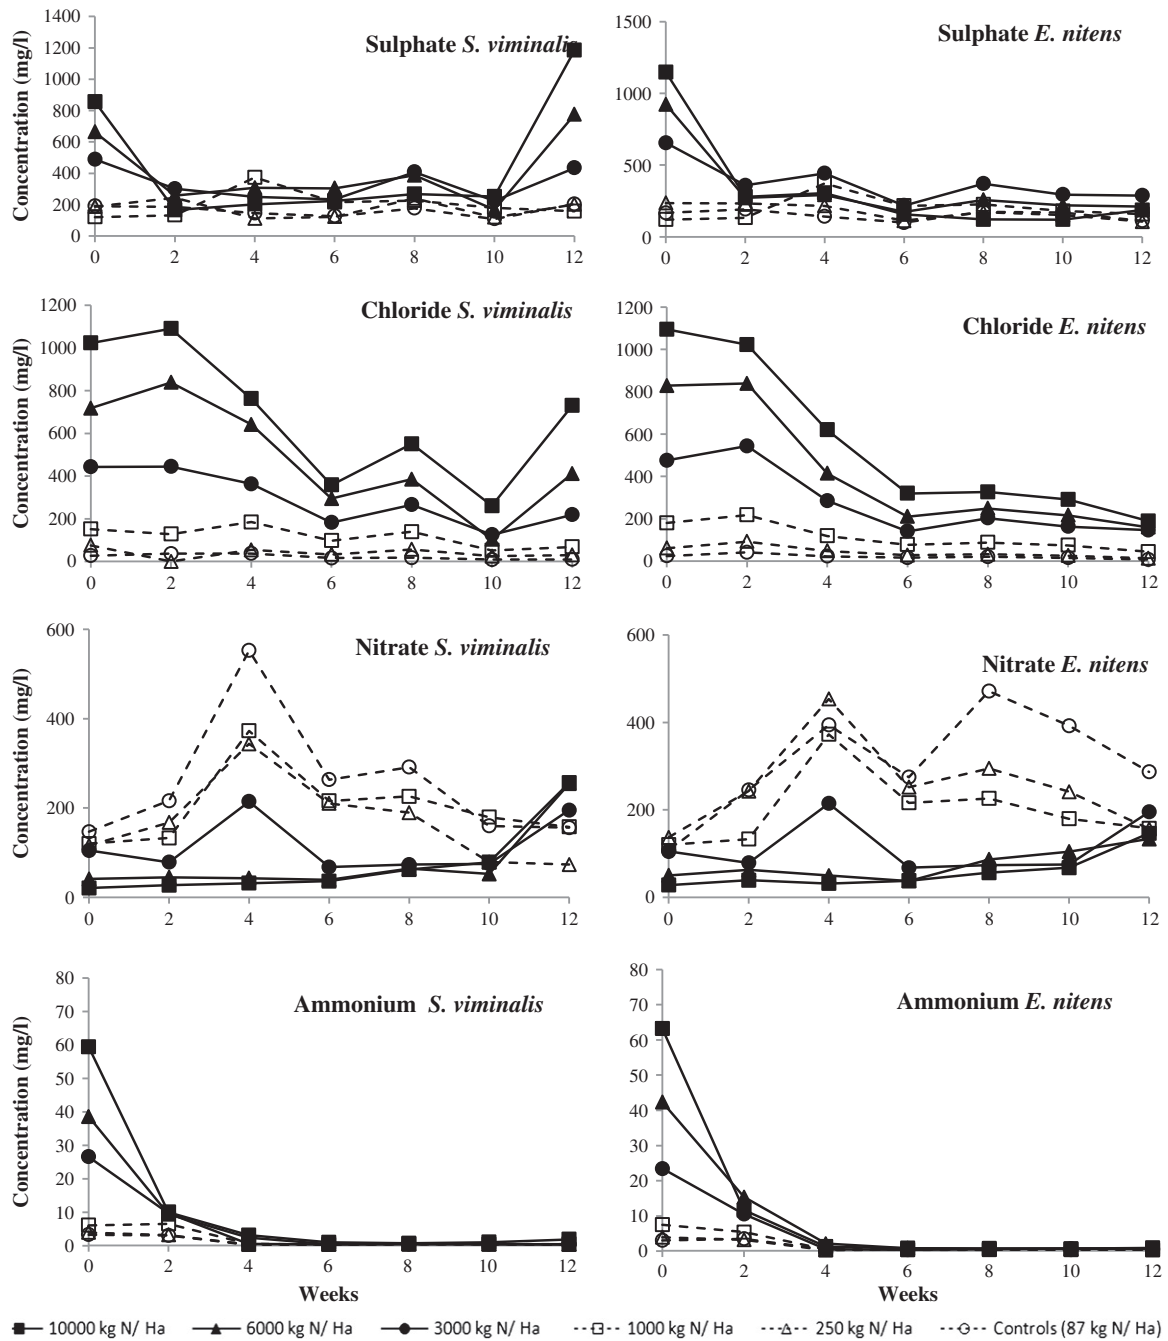 Sulphate S. viminalis
Concentration (mg/l)
1400
1200
1000
800
600
400
200
0
0 2 4 6 8 10 12
Sulphate E. nitens
1500
1000
500
0
0 2 4 6 8 10 12
Chloride S. viminalis
Concentration (mg/l)
1200
1000
800
600
400
200
0
0 2 4 6 8 10 12
Chloride E. nitens
1200
1000
800
600
400
200
0
0 2 4 6 8 10 12
Nitrate S. viminalis
Concentration (mg/l)
600
400
200
0
0 2 4 6 8 10 12
Nitrate E. nitens
600
400
200
0
0 2 4 6 8 10 12
Ammonium S. viminalis
Concentration (mg/l)
80
70
60
50
40
30
20
10
0
0 2 4 6 8 10 12
Weeks
Ammonium E. nitens
80
70
60
50
40
30
20
10
0
0 2 4 6 8 10 12
Weeks
10000 kg N/ Ha 6000 kg N/ Ha 3000 kg N/ Ha 1000 kg N/ Ha 250 kg N/ Ha Controls (87 kg N/ Ha)